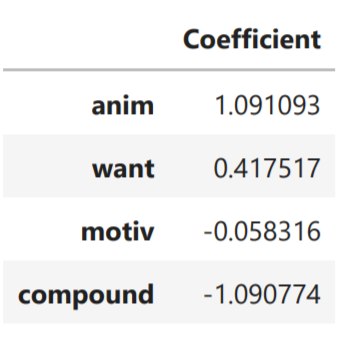 Coefficient
anim 1.091093
want 0.417517
motiv -0.058316
compound -1.090774